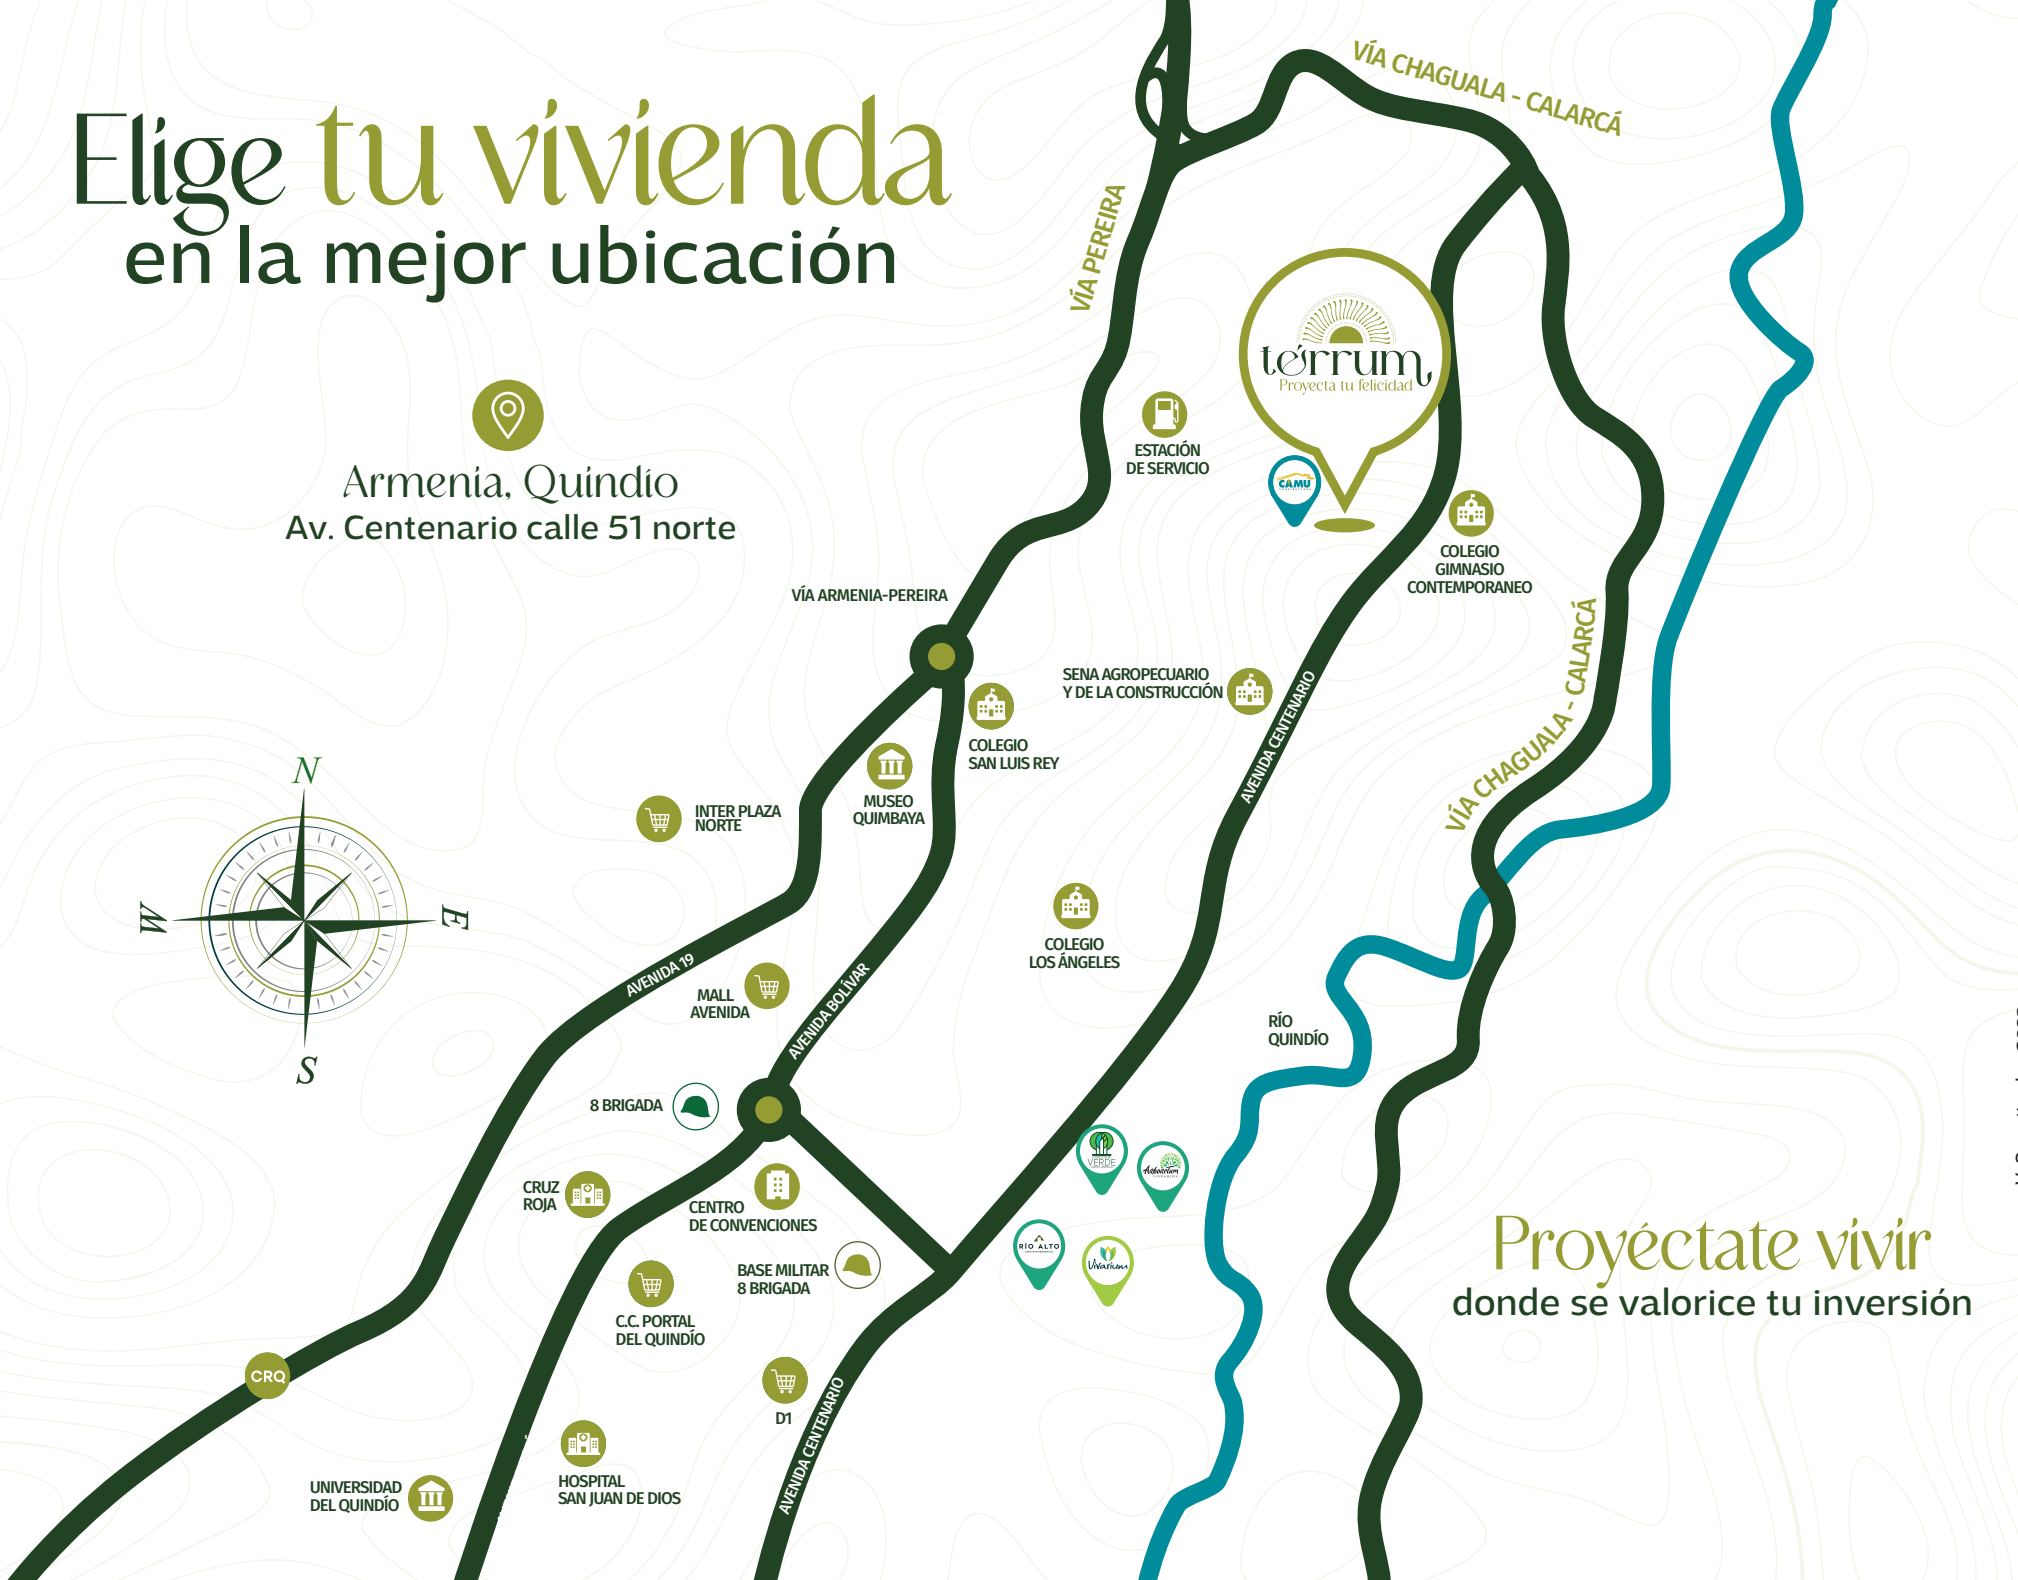 Elige tu vivienda
en la mejor ubicación
Armenia, Quindío
Av. Centenario calle 51 norte
VÍA CHAGUALA - CALARCÁ
VÍA PEREIRA
térrum
Proyecta tu felicidad
ESTACIÓN
DE SERVICIO
CAMU
COLEGIO
GIMNASIO
CONTEMPORANEO
VÍA ARMENIA-PEREIRA
SENA AGROPECUARIO
Y DE LA CONSTRUCCIÓN
AVENIDA CENTENARIO
VÍA CHAGUALA - CALARCÁ
COLEGIO
SAN LUIS REY
MUSEO
QUIMBAYA
INTER PLAZA
NORTE
N
W
E
S
COLEGIO
LOS ÁNGELES
AVENIDA 19
MALL
AVENIDA
AVENIDA BOLÍVAR
RÍO
QUINDÍO
8 BRIGADA
VERDE
Arboretum
CRUZ
ROJA
CENTRO
DE CONVENCIONES
RÍO ALTO
Vivarium
BASE MILITAR
8 BRIGADA
C.C. PORTAL
DEL QUINDÍO
Proyéctate vivir
donde se valorice tu inversión
CRQ
D1
AVENIDA CENTENARIO
HOSPITAL
SAN JUAN DE DIOS
UNIVERSIDAD
DEL QUINDÍO